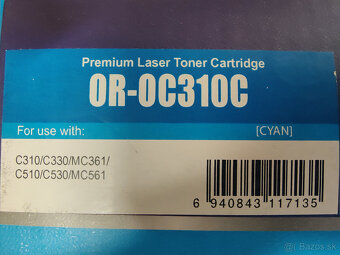 Premium Laser Toner Cartridge
OR-OC310C
For use with: [CYAN]
C310/C330/MC361/
C510/C530/MC561
6 940843 117135
Bazos.sk